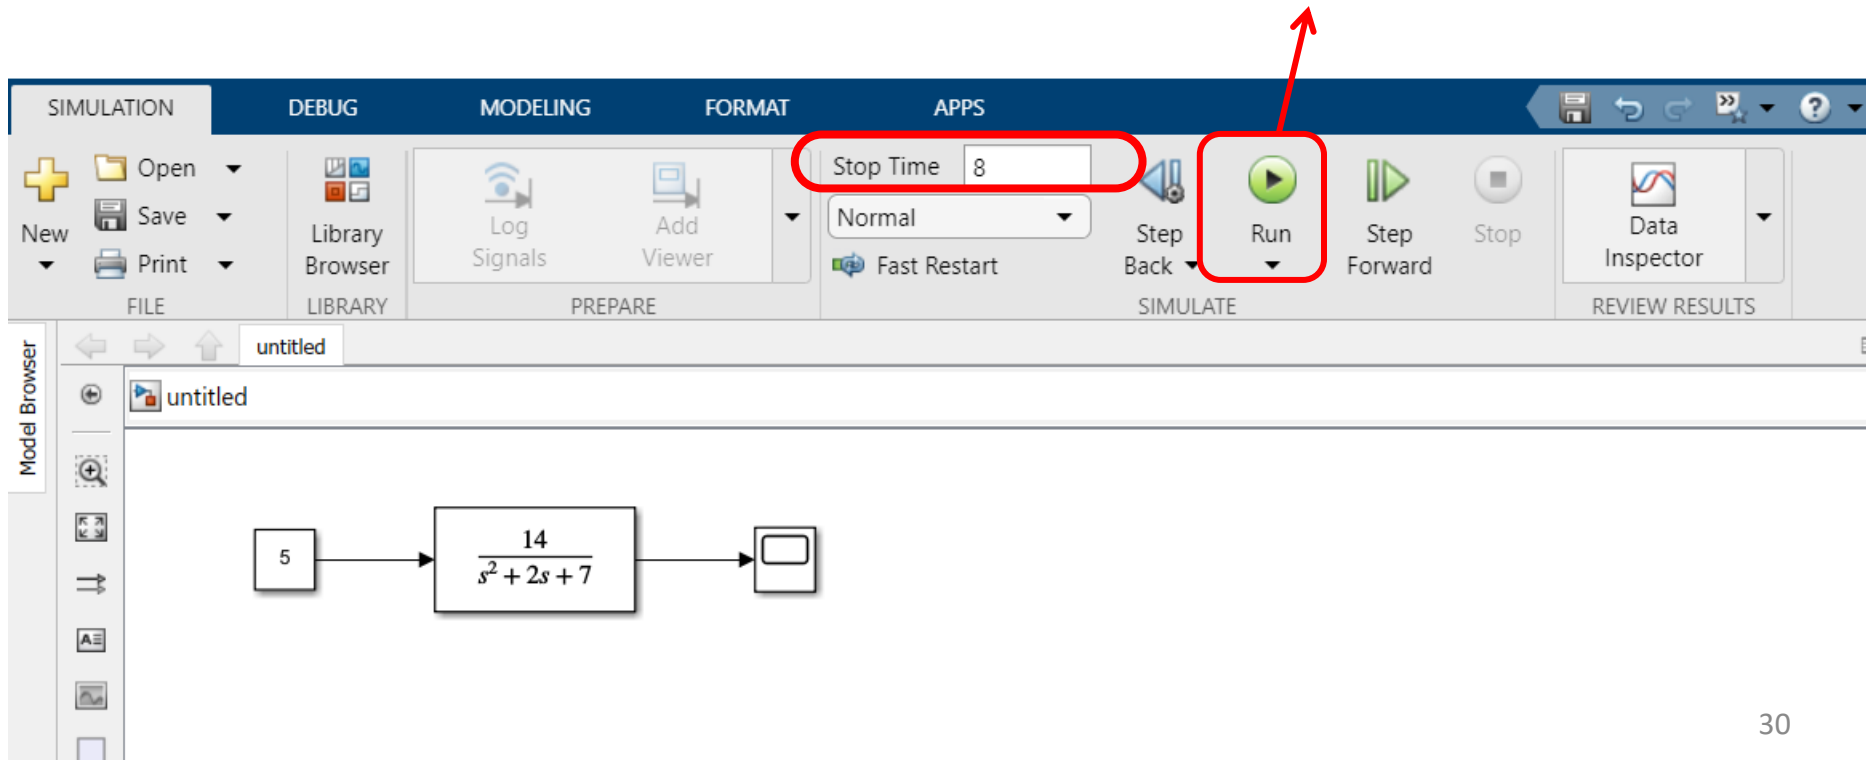 SIMULATION DEBUG MODELING FORMAT APPS
New
Open
Save
Print
FILE
Library
Browser
LIBRARY
Log
Signals
Add
Viewer
PREPARE
Stop Time 8
Normal
Fast Restart
Step
Back
Run
Step
Forward
Stop
SIMULATE
Data
Inspector
REVIEW RESULTS
Model Browser
untitled
untitled
5
14
s² + 2s + 7
30